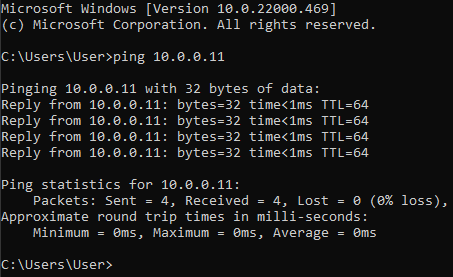 Microsoft Windows [Version 10.0.22000.469]
(c) Microsoft Corporation. All rights reserved.
C:\Users\User>ping 10.0.0.11
Pinging 10.0.0.11 with 32 bytes of data:
Reply from 10.0.0.11: bytes=32 time<1ms TTL=64
Reply from 10.0.0.11: bytes=32 time<1ms TTL=64
Reply from 10.0.0.11: bytes=32 time<1ms TTL=64
Reply from 10.0.0.11: bytes=32 time<1ms TTL=64
Ping statistics for 10.0.0.11:
Packets: Sent = 4, Received = 4, Lost = 0 (0% loss),
Approximate round trip times in milli-seconds:
Minimum = 0ms, Maximum = 0ms, Average = 0ms
C:\Users\User>